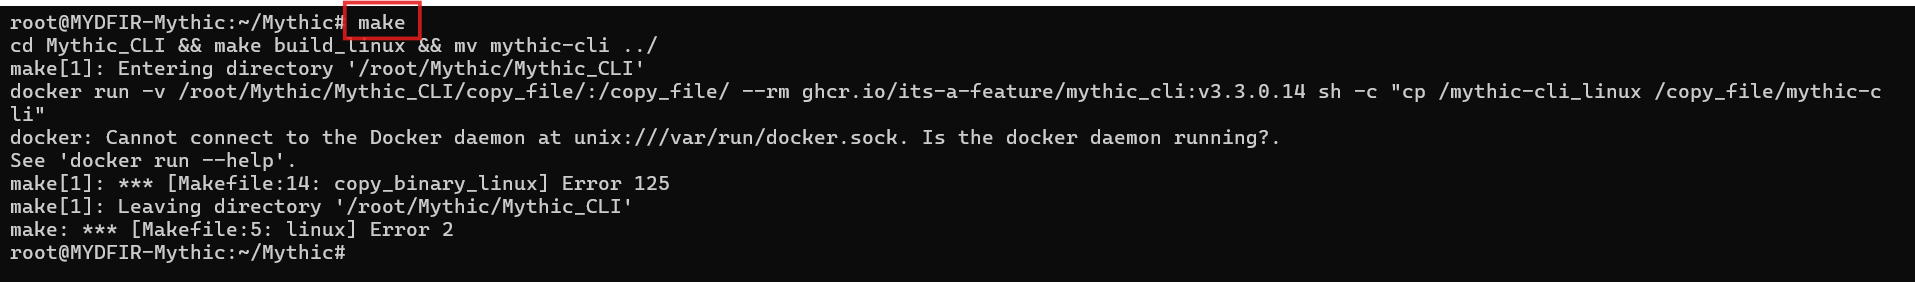 root@MYDFIR-Mythic:~/Mythic# make
cd Mythic_CLI && make build_linux && mv mythic-cli ../
make[1]: Entering directory '/root/Mythic/Mythic_CLI'
docker run -v /root/Mythic/Mythic_CLI/copy_file/:/copy_file/ --rm ghcr.io/its-a-feature/mythic_cli:v3.3.0.14 sh -c "cp /mythic-cli_linux /copy_file/mythic-c
li"
docker: Cannot connect to the Docker daemon at unix:///var/run/docker.sock. Is the docker daemon running?.
See 'docker run --help'.
make[1]: *** [Makefile:14: copy_binary_linux] Error 125
make[1]: Leaving directory '/root/Mythic/Mythic_CLI'
make: *** [Makefile:5: linux] Error 2
root@MYDFIR-Mythic:~/Mythic#